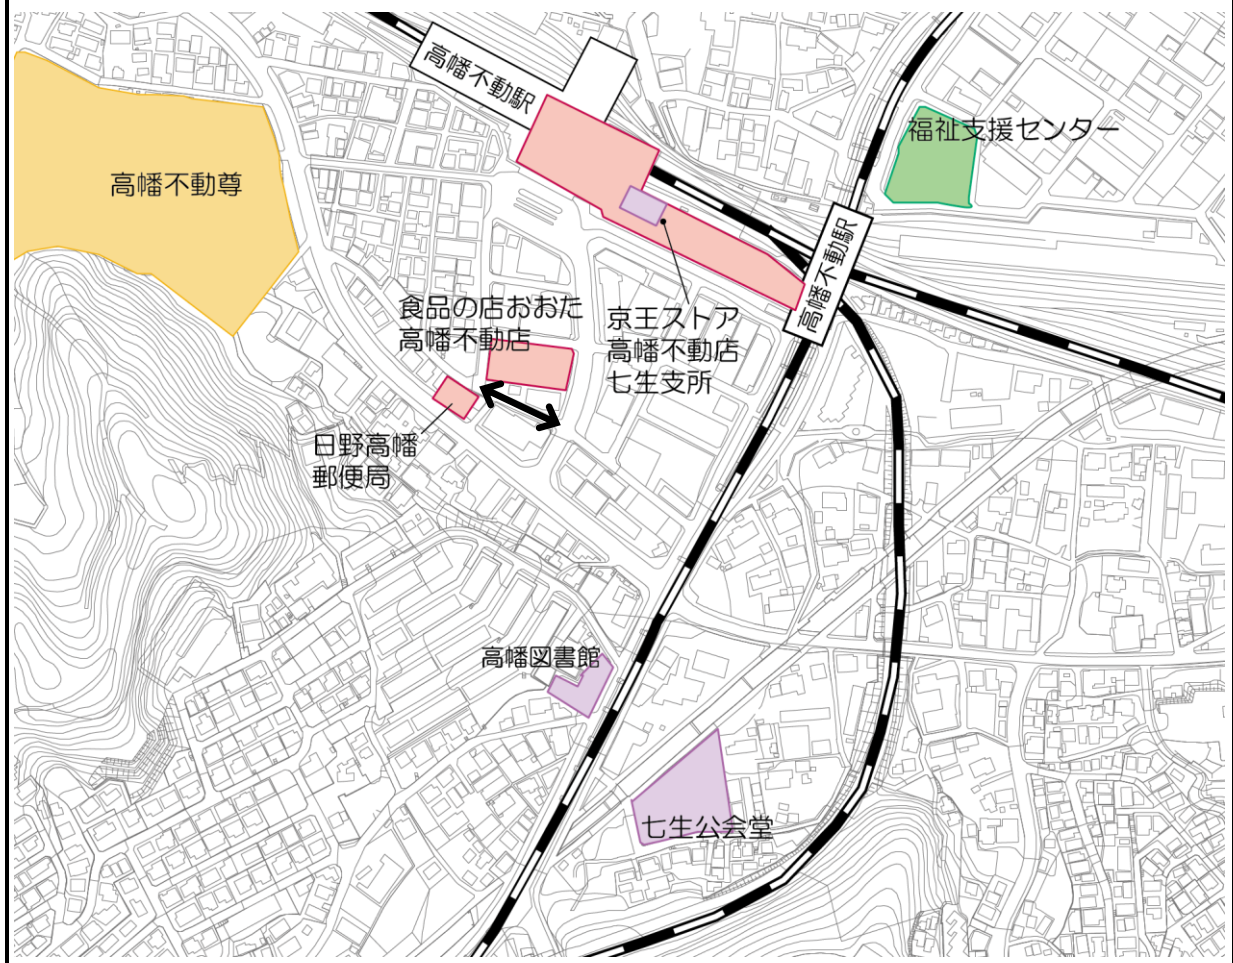 高幡不動駅
福祉支援センター
高幡不動尊
高幡不動駅
食品の店おおた
高幡不動店
京王ストア
高幡不動店
七生支所
日野高幡
郵便局
高幡図書館
七生公会堂